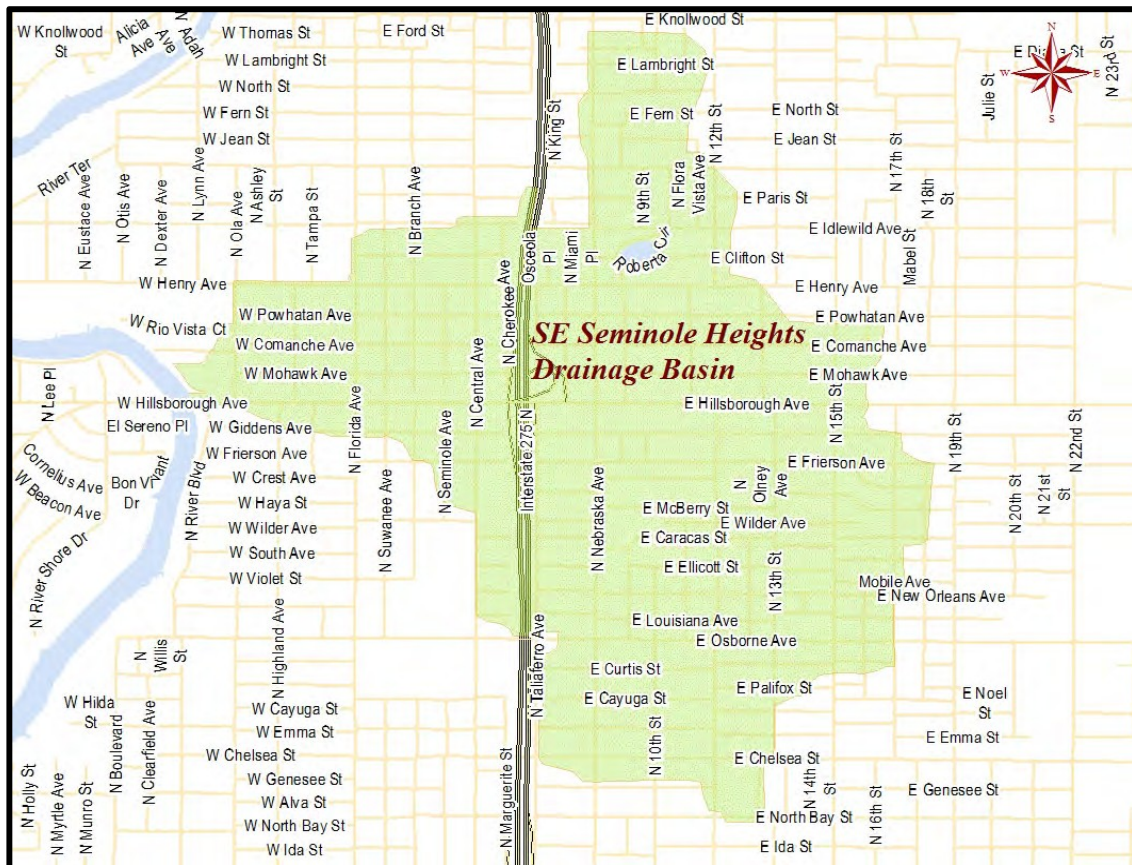 E Knollwood St
W Knollwood
St
Alicia
Ave
N Adah
Ave
W Thomas St
E Ford St
N
W
E
S
N 23rd St
W Lambright St
E Lambright St
Julie St
W North St
E North St
W Fern St
E Fern St
N King St
N 12th St
W Jean St
E Jean St
N 17th St
River Ter
N Eustace Ave
N Otis Ave
N Dexter Ave
N Lynn Ave
N Ola Ave
N Ashley
St
N Tampa St
N Branch Ave
N 9th St
N Flora
Vista Ave
E Paris St
N 18th
St
E Idlewild Ave
Osceola
Pl
N Miami
Pl
Roberta Cir
E Clifton St
Mabel St
W Henry Ave
E Henry Ave
N Cherokee Ave
W Rio Vista Ct
W Powhatan Ave
E Powhatan Ave
SE Seminole Heights
Drainage Basin
W Comanche Ave
E Comanche Ave
N Lee Pl
W Mohawk Ave
N Central Ave
E Mohawk Ave
W Hillsborough Ave
E Hillsborough Ave
El Sereno Pl
W Giddens Ave
N Florida Ave
N Seminole Ave
N 15th St
N 19th St
N 22nd St
Interstate 275 N
Cornelius Ave
W Beacon Ave
Bon Vivant
Dr
W Frierson Ave
E Frierson Ave
N River Blvd
W Crest Ave
N
Olney
Ave
N 20th St
N 21st
St
W Haya St
E McBerry St
N Suwanee Ave
N Nebraska Ave
W Wilder Ave
E Wilder Ave
N River Shore Dr
W South Ave
E Caracas St
W Violet St
E Ellicott St
N 13th St
Mobile Ave
E New Orleans Ave
E Louisiana Ave
E Osborne Ave
N
Willis
St
N Highland Ave
N Taliaferro Ave
E Curtis St
E Palifox St
W Hilda
St
W Cayuga St
E Cayuga St
E Noel
St
N Boulevard
N Clearfield Ave
W Emma St
N 10th St
E Emma St
W Chelsea St
E Chelsea St
N Holly St
N Myrtle Ave
N Munro St
W Genesee St
N Marguerite St
N 14th
St
E Genesee St
W Alva St
N 16th St
W North Bay St
E North Bay St
W Ida St
E Ida St